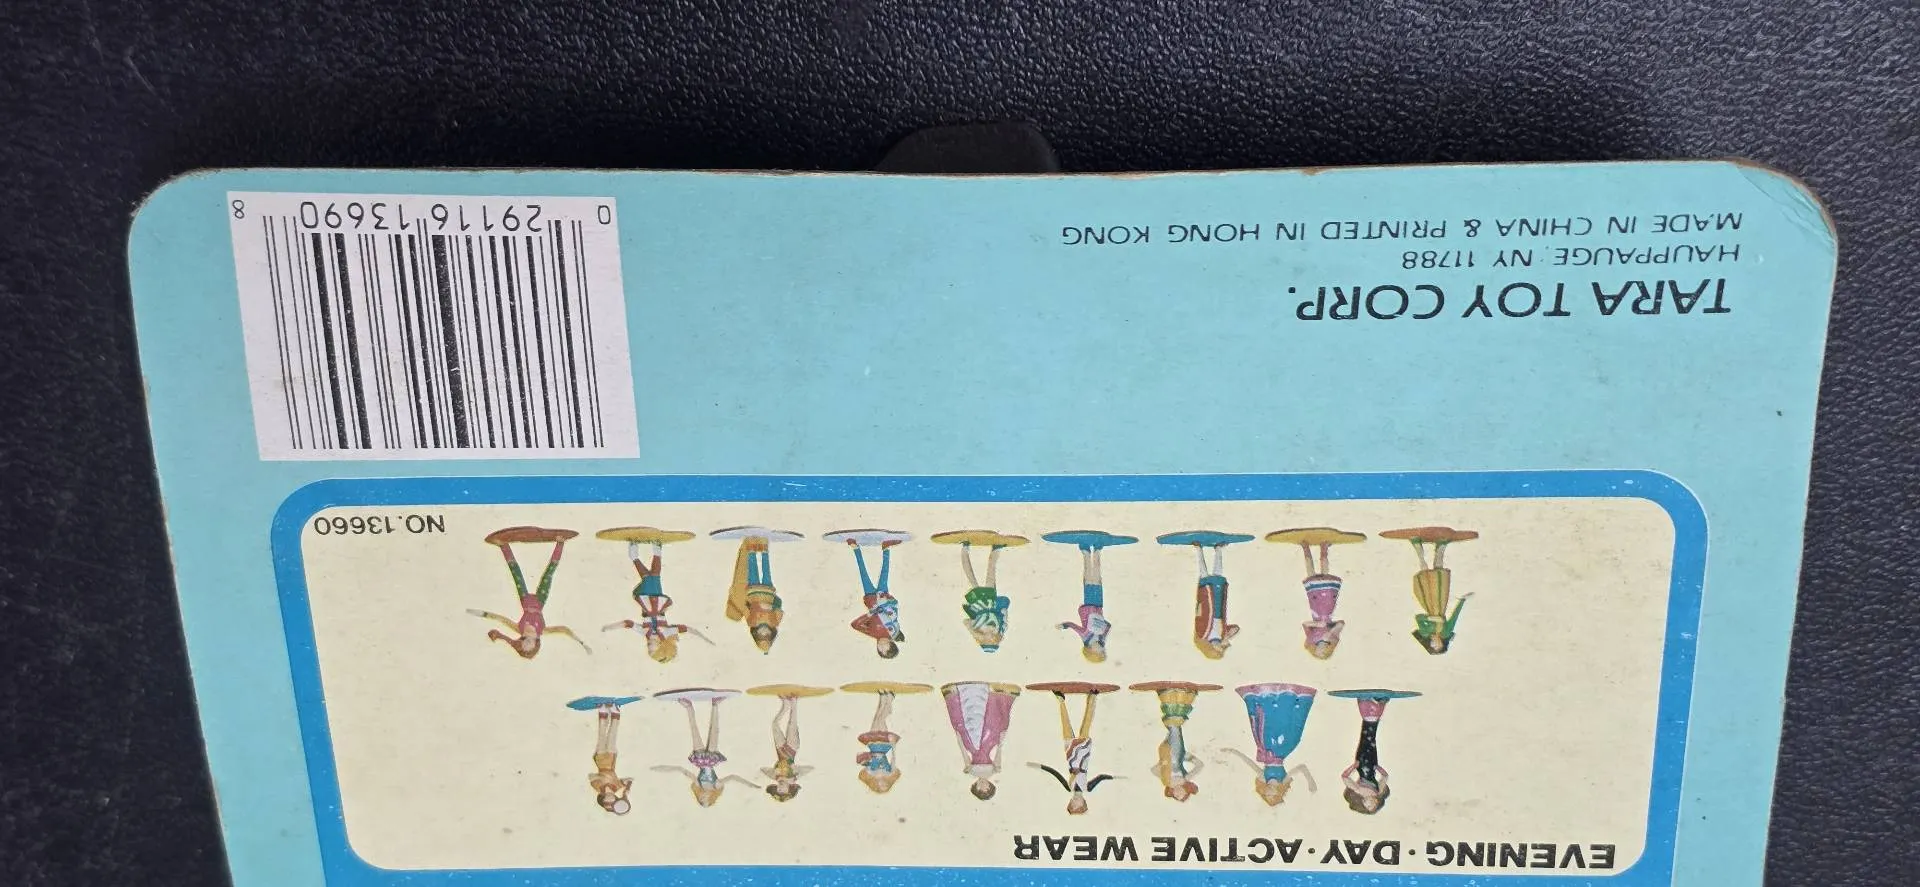 EVENING·DAY·ACTIVE WEAR
NO.13660
TARA TOY CORP.
HAUPPAUGE, NY 11788
MADE IN CHINA & PRINTED IN HONG KONG
0 29116 13690 8